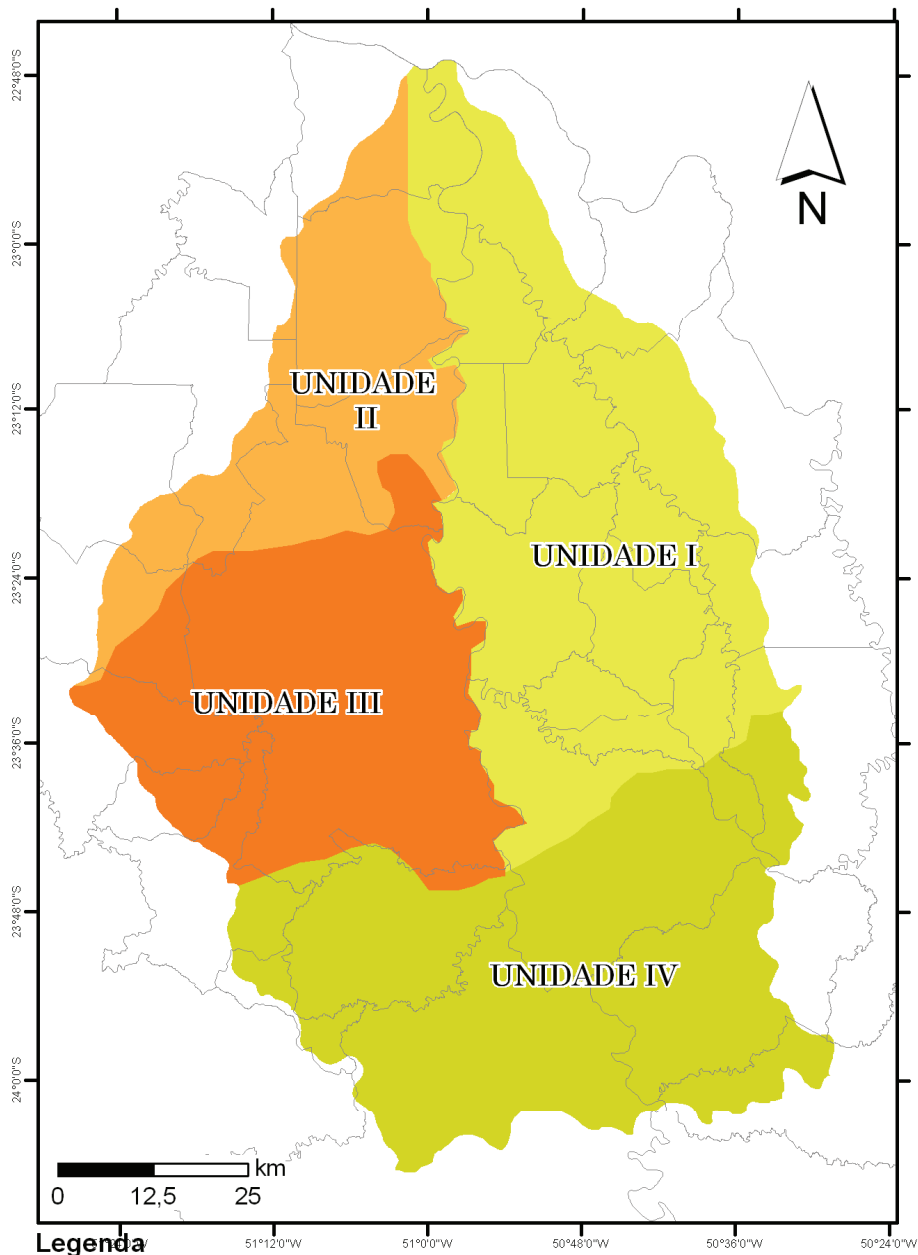 22°48'0"S
23°0'0"S
23°12'0"S
23°24'0"S
23°36'0"S
23°48'0"S
24°0'0"S
N
UNIDADE
II
UNIDADE I
UNIDADE III
UNIDADE IV
km
0 12,5 25
Legenda
51°12'0"W
51°0'0"W
50°48'0"W
50°36'0"W
50°24'0"W